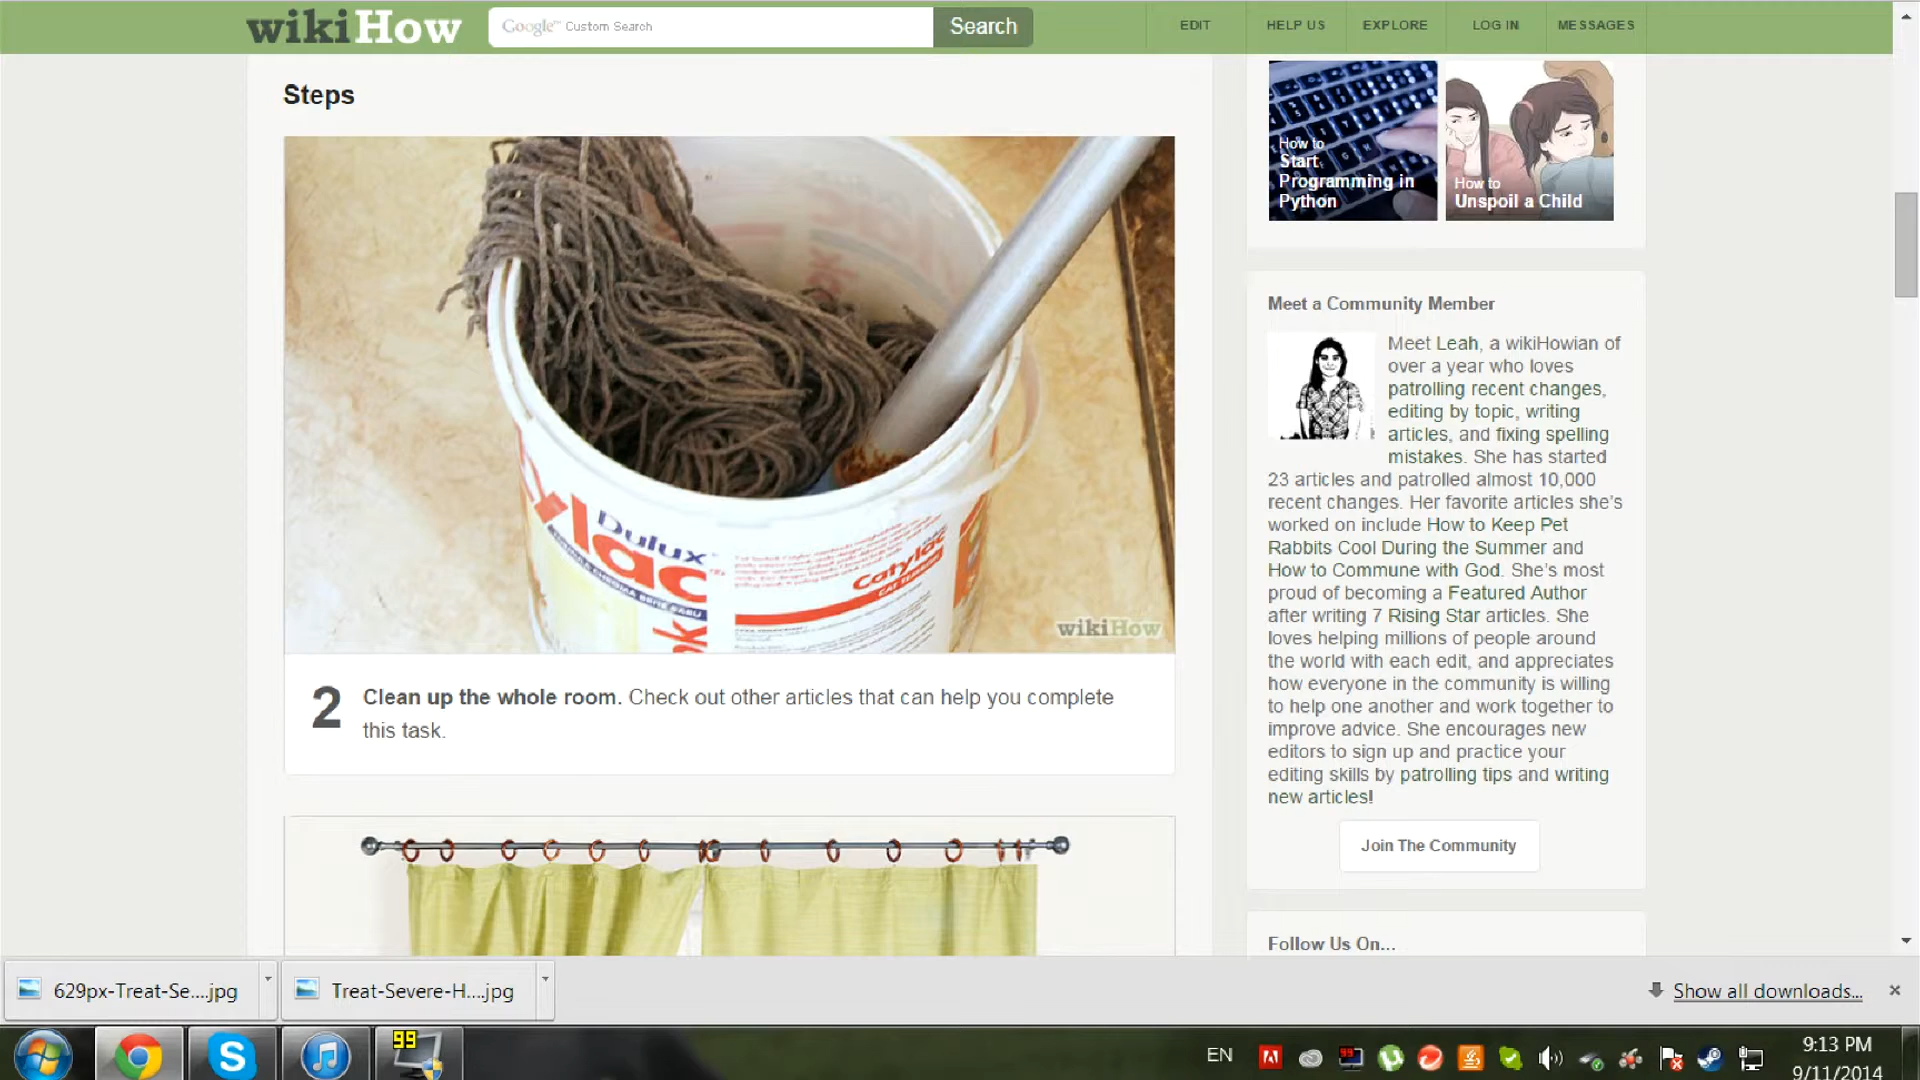 wikiHow
Google™ Custom Search
Search
EDIT
HELP US
EXPLORE
LOG IN
MESSAGES
Steps
Dulux
Catylac
wikiHow
2
Clean up the whole room. Check out other articles that can help you complete
this task.
How to
Start
Programming in
Python
How to
Unspoil a Child
Meet a Community Member
Meet Leah, a wikiHowian of
over a year who loves
patrolling recent changes,
editing by topic, writing
articles, and fixing spelling
mistakes. She has started
23 articles and patrolled almost 10,000
recent changes. Her favorite articles she's
worked on include How to Keep Pet
Rabbits Cool During the Summer and
How to Commune with God. She's most
proud of becoming a Featured Author
after writing 7 Rising Star articles. She
loves helping millions of people around
the world with each edit, and appreciates
how everyone in the community is willing
to help one another and work together to
improve advice. She encourages new
editors to sign up and practice your
editing skills by patrolling tips and writing
new articles!
Join The Community
Follow Us On...
629px-Treat-Se....jpg
Treat-Severe-H....jpg
Show all downloads...
99
EN
99
9:13 PM
9/11/2014